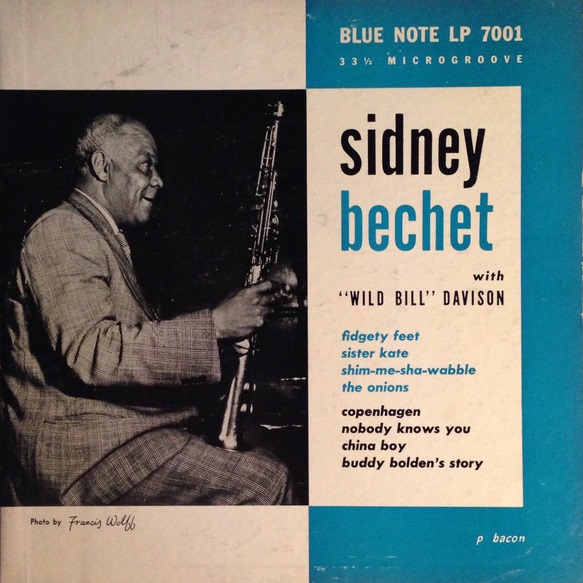 BLUE NOTE LP 7001
33⅓ MICROGROOVE
sidney
bechet
with
"WILD BILL" DAVISON
fidgety feet
sister kate
shim-me-sha-wabble
the onions
copenhagen
nobody knows you
china boy
buddy bolden's story
Photo by Francis Wolff
p bacon